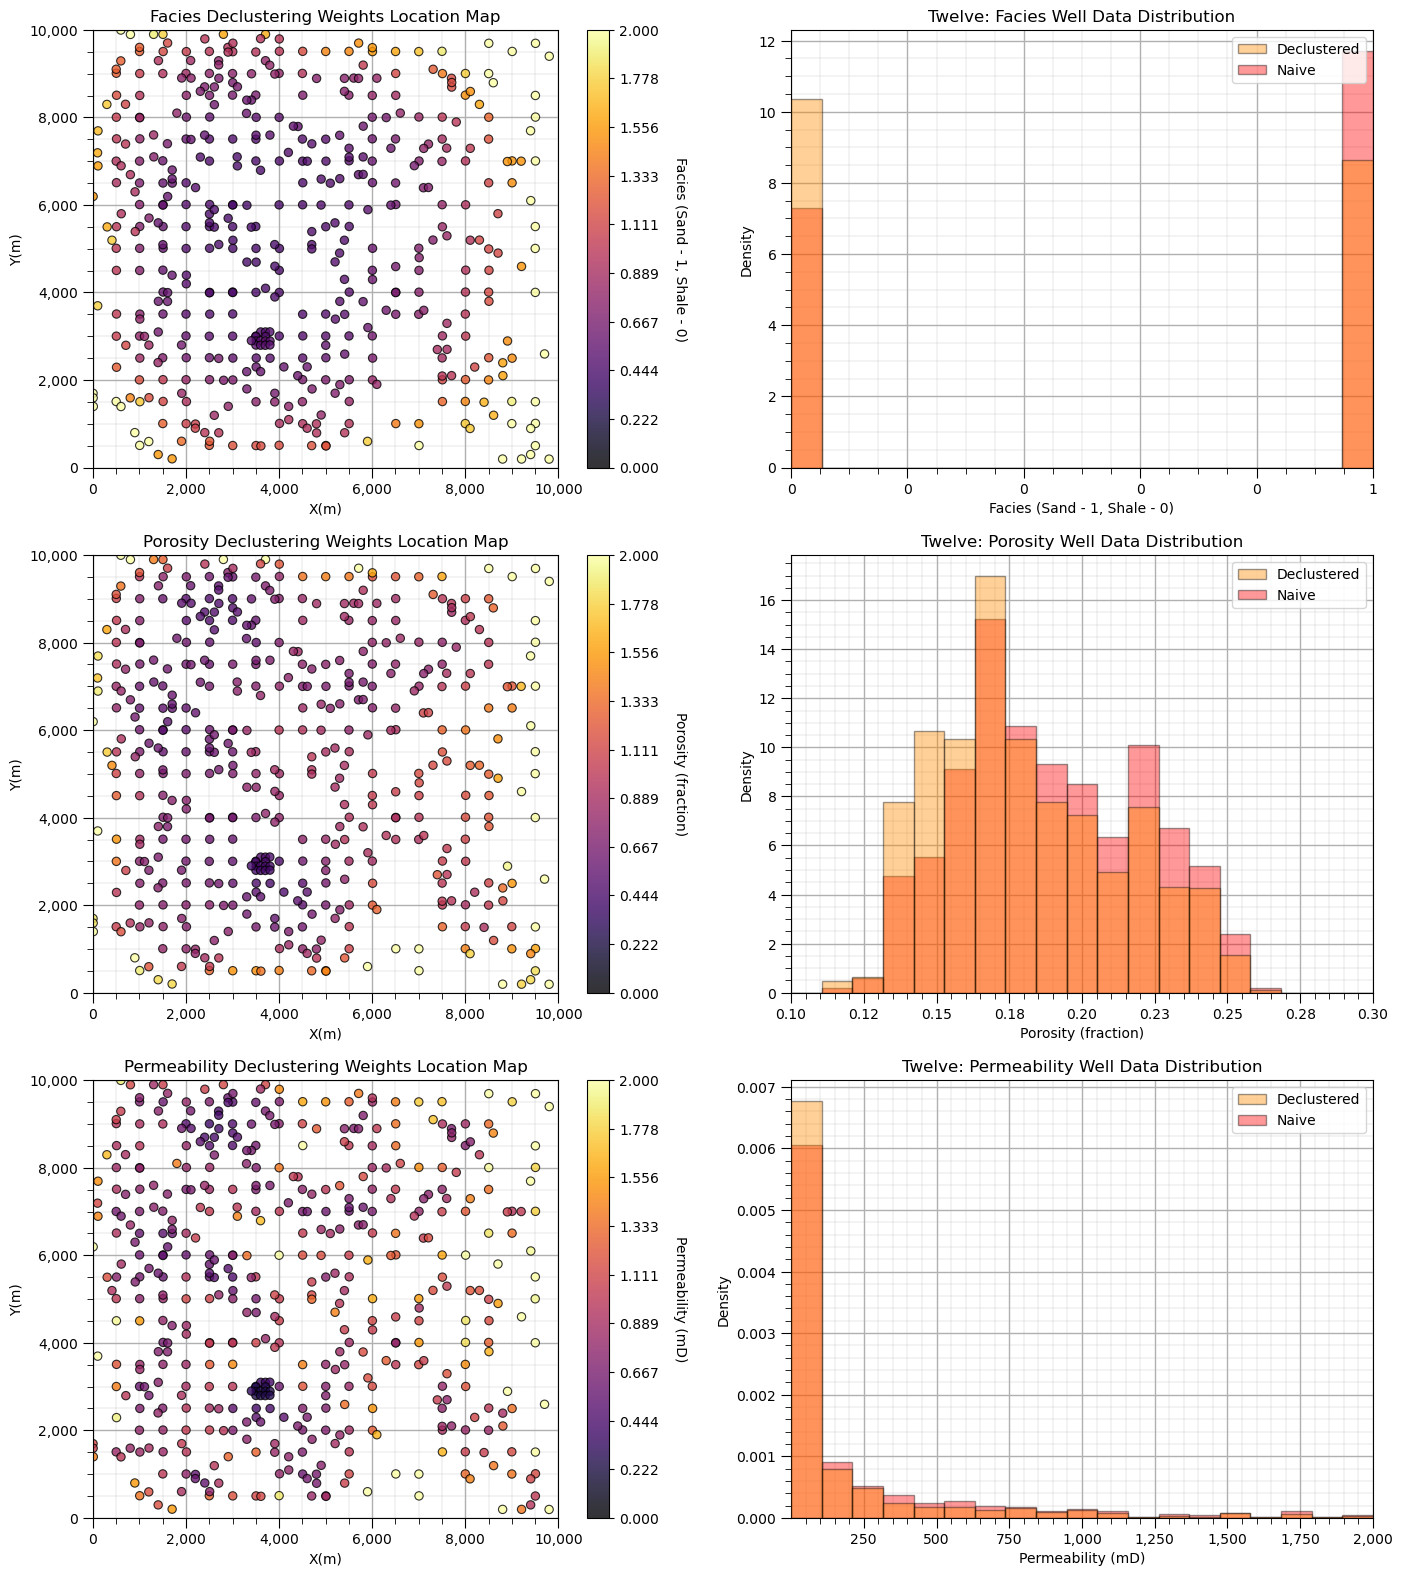 Facies Declustering Weights Location Map
10,000
8,000
6,000
4,000
2,000
0
Y(m)
0 2,000 4,000 6,000 8,000 10,000
X(m)
2.000
1.778
1.556
1.333
1.111
0.889
0.667
0.444
0.222
0.000
Facies (Sand - 1, Shale - 0)
Twelve: Facies Well Data Distribution
Declustered
Naive
12
10
8
6
4
2
0
Density
0 0 0 0 0 1
Facies (Sand - 1, Shale - 0)
Porosity Declustering Weights Location Map
10,000
8,000
6,000
4,000
2,000
0
Y(m)
0 2,000 4,000 6,000 8,000 10,000
X(m)
2.000
1.778
1.556
1.333
1.111
0.889
0.667
0.444
0.222
0.000
Porosity (fraction)
Twelve: Porosity Well Data Distribution
Declustered
Naive
16
14
12
10
8
6
4
2
0
Density
0.10 0.12 0.15 0.18 0.20 0.23 0.25 0.28 0.30
Porosity (fraction)
Permeability Declustering Weights Location Map
10,000
8,000
6,000
4,000
2,000
0
Y(m)
0 2,000 4,000 6,000 8,000 10,000
X(m)
2.000
1.778
1.556
1.333
1.111
0.889
0.667
0.444
0.222
0.000
Permeability (mD)
Twelve: Permeability Well Data Distribution
Declustered
Naive
0.007
0.006
0.005
0.004
0.003
0.002
0.001
0.000
Density
250 500 750 1,000 1,250 1,500 1,750 2,000
Permeability (mD)